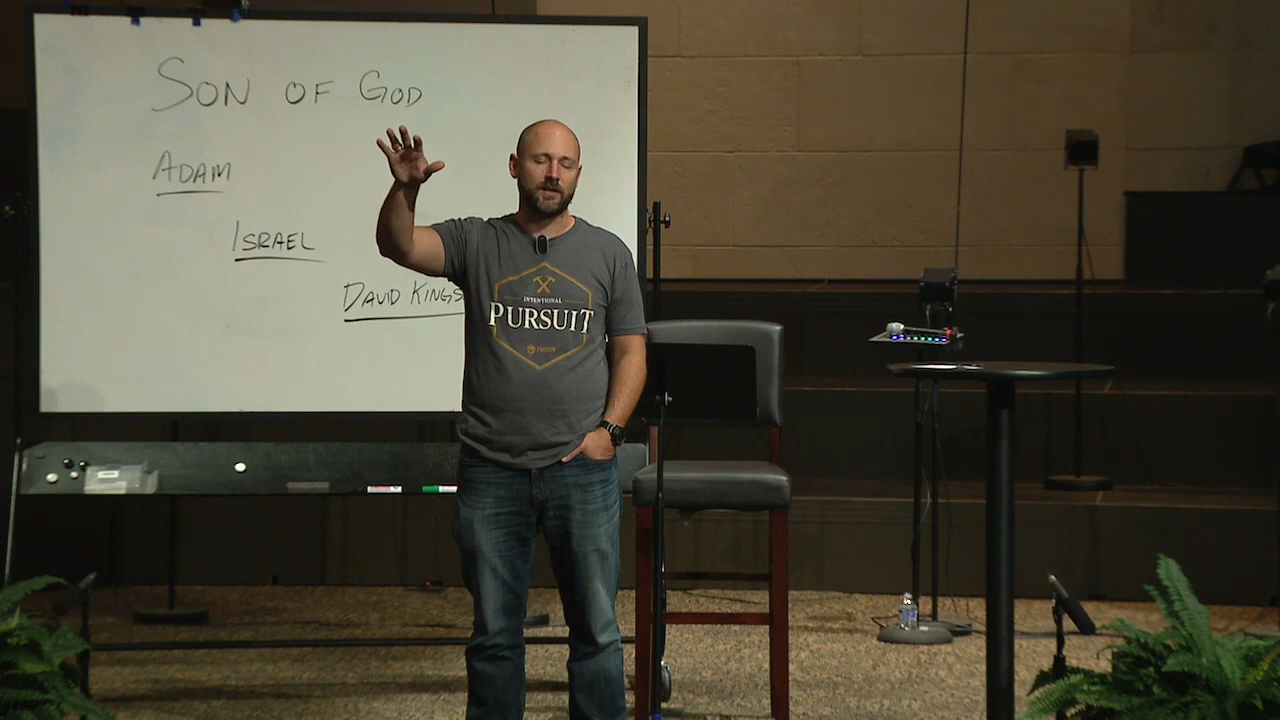 SON OF GOD
ADAM
ISRAEL
DAVID KINGS
INTENTIONAL
PURSUIT